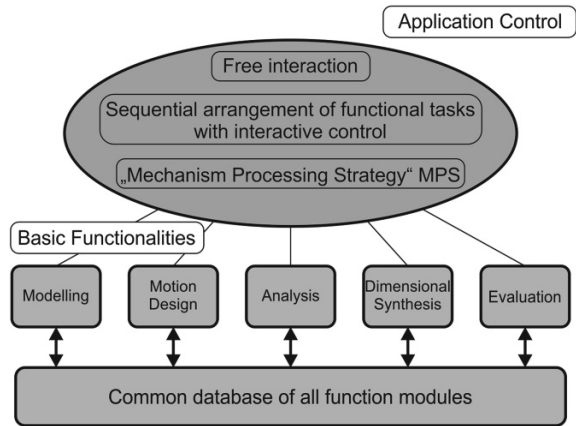 Application Control
Free interaction
Sequential arrangement of functional tasks
with interactive control
„Mechanism Processing Strategy“ MPS
Basic Functionalities
Modelling
Motion
Design
Analysis
Dimensional
Synthesis
Evaluation
Common database of all function modules